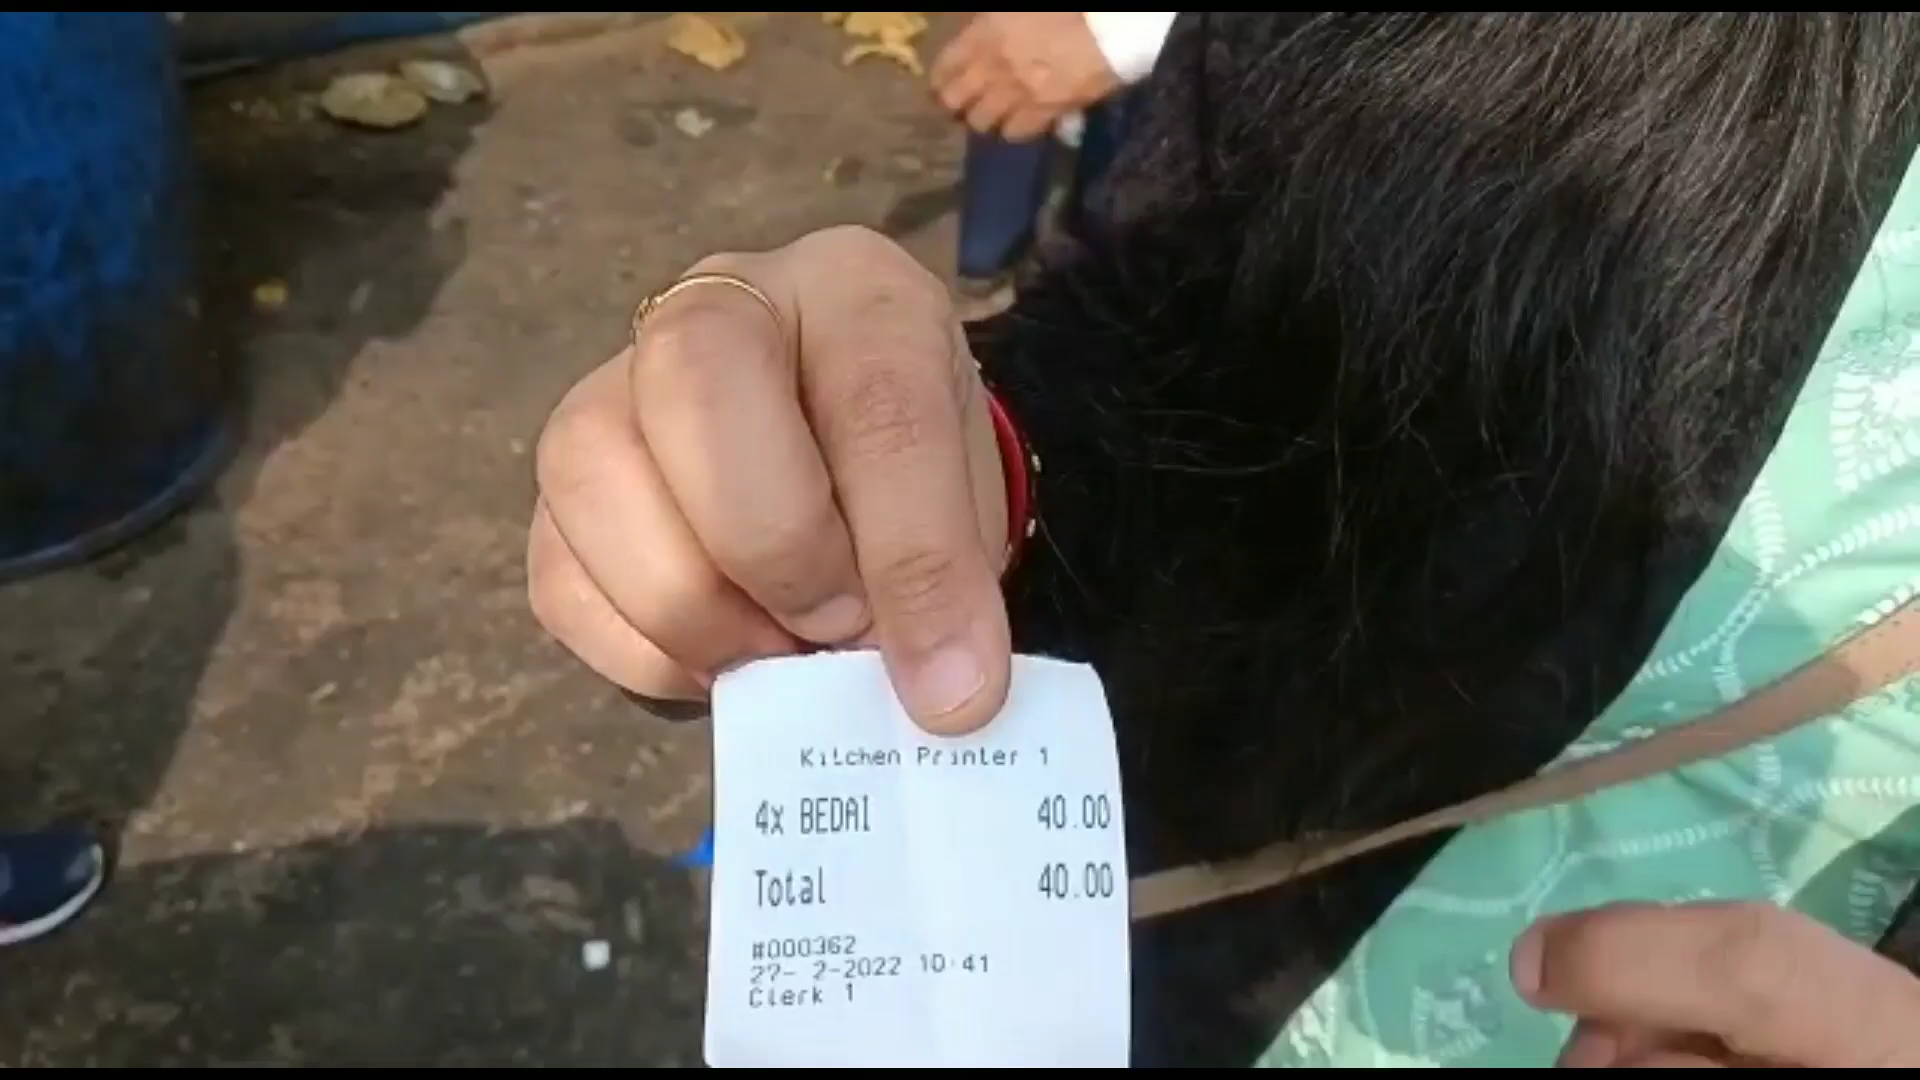 Kitchen Printer 1
4x BEDAI 40.00
Total 40.00
#000362
27- 2-2022 10:41
Clerk 1